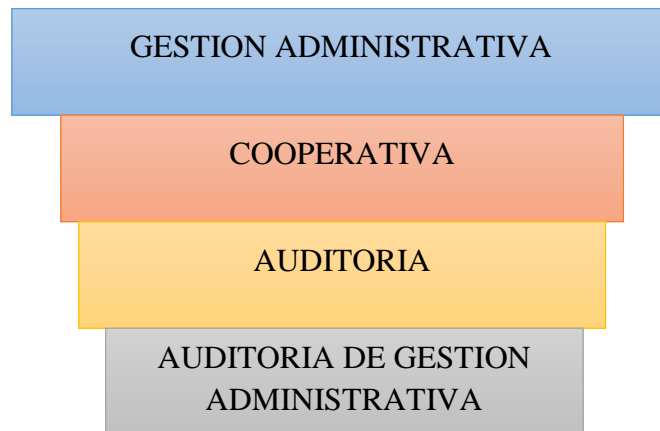 GESTION ADMINISTRATIVA
COOPERATIVA
AUDITORIA
AUDITORIA DE GESTION
ADMINISTRATIVA